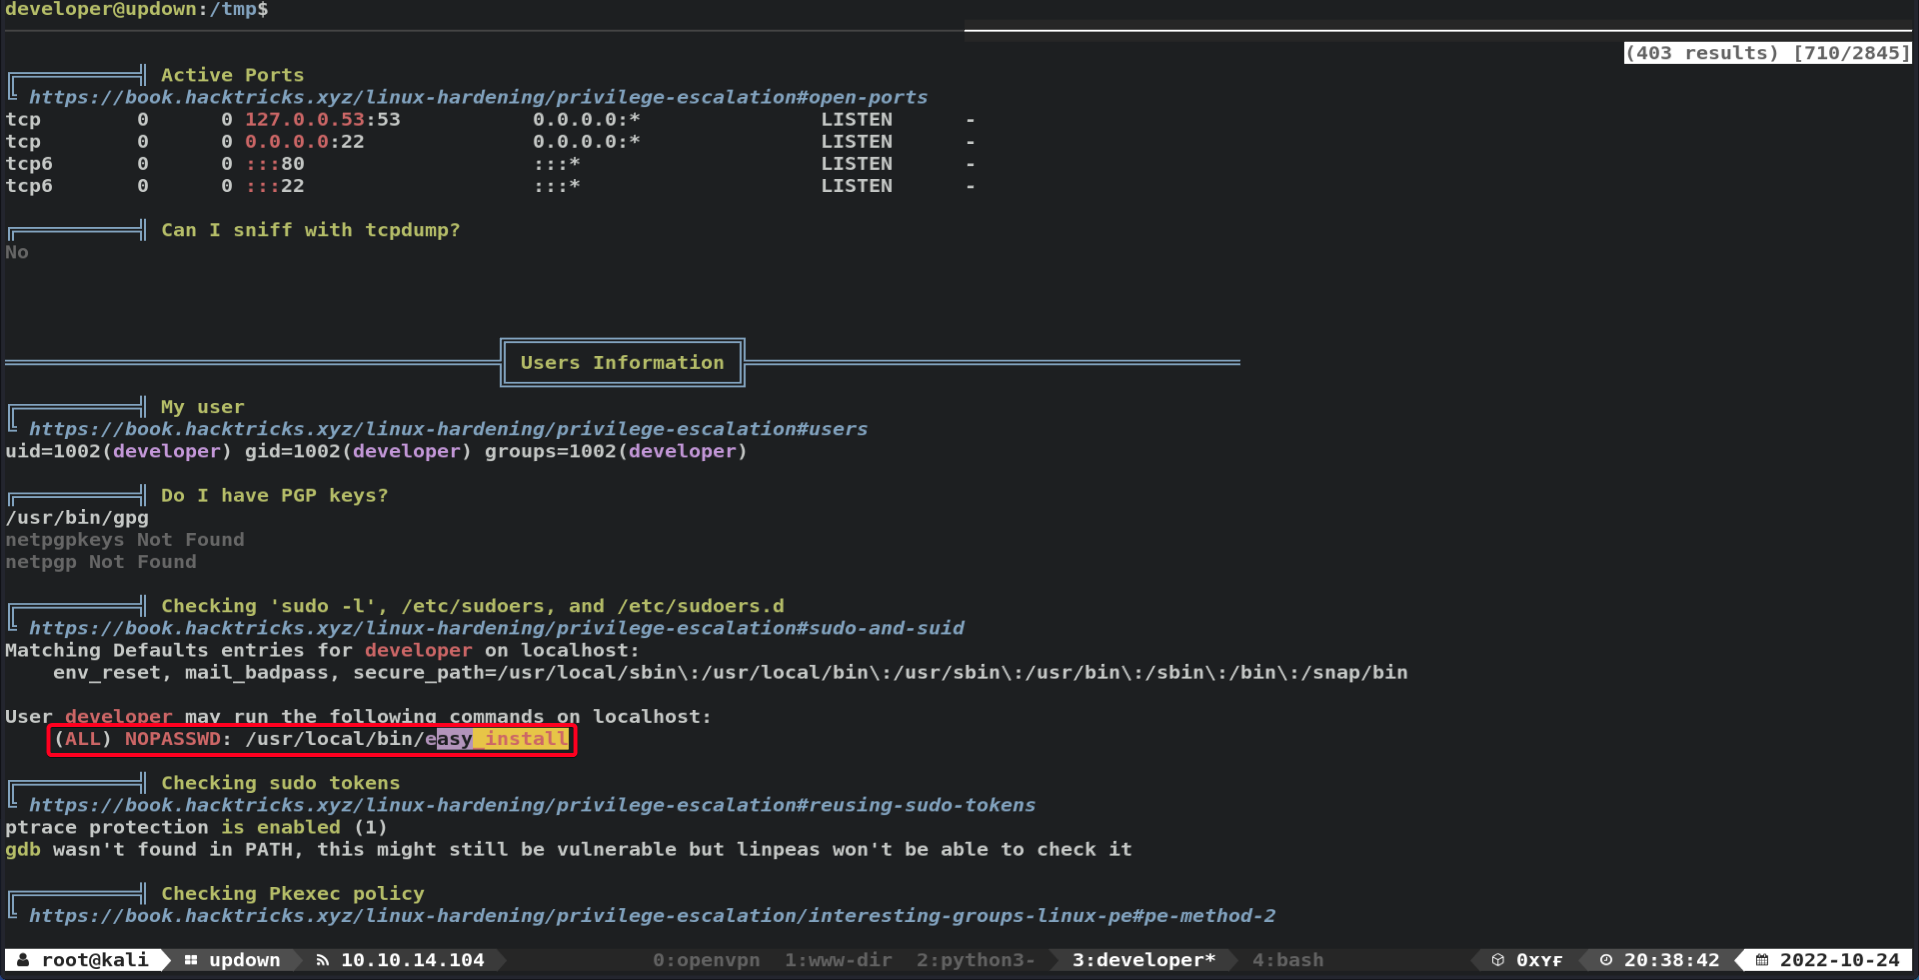 developer@updown:/tmp$
(403 results) [710/2845]
Active Ports
https://book.hacktricks.xyz/linux-hardening/privilege-escalation#open-ports
tcp 0 0 127.0.0.53:53 0.0.0.0:* LISTEN -
tcp 0 0 0.0.0.0:22 0.0.0.0:* LISTEN -
tcp6 0 0 :::80 :::* LISTEN -
tcp6 0 0 :::22 :::* LISTEN -
Can I sniff with tcpdump?
No
Users Information
My user
https://book.hacktricks.xyz/linux-hardening/privilege-escalation#users
uid=1002(developer) gid=1002(developer) groups=1002(developer)
Do I have PGP keys?
/usr/bin/gpg
netpgpkeys Not Found
netpgp Not Found
Checking 'sudo -l', /etc/sudoers, and /etc/sudoers.d
https://book.hacktricks.xyz/linux-hardening/privilege-escalation#sudo-and-suid
Matching Defaults entries for developer on localhost:
env_reset, mail_badpass, secure_path=/usr/local/sbin\:/usr/local/bin\:/usr/sbin\:/usr/bin\:/sbin\:/bin\:/snap/bin
User developer may run the following commands on localhost:
(ALL) NOPASSWD: /usr/local/bin/easy_install
Checking sudo tokens
https://book.hacktricks.xyz/linux-hardening/privilege-escalation#reusing-sudo-tokens
ptrace protection is enabled (1)
gdb wasn't found in PATH, this might still be vulnerable but linpeas won't be able to check it
Checking Pkexec policy
https://book.hacktricks.xyz/linux-hardening/privilege-escalation/interesting-groups-linux-pe#pe-method-2
root@kali updown 10.10.14.104 0:openvpn 1:www-dir 2:python3- 3:developer* 4:bash 0xʏꜰ 20:38:42 2022-10-24